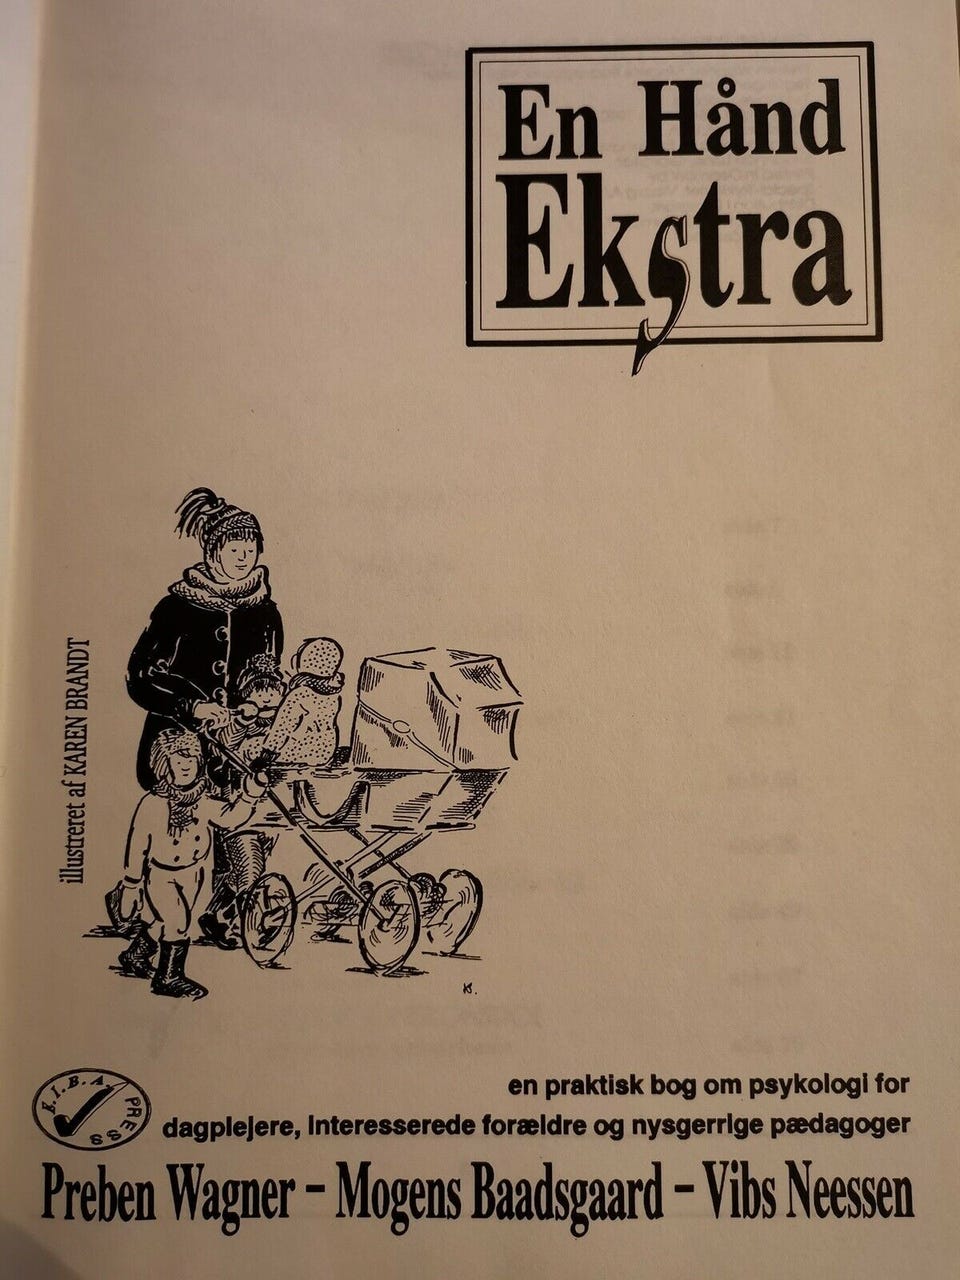 En Hånd
Ekstra
illustreret af KAREN BRANDT
en praktisk bog om psykologi for
dagplejere, interesserede forældre og nysgerrige pædagoger
PRESS
Preben Wagner – Mogens Baadsgaard – Vibs Neessen